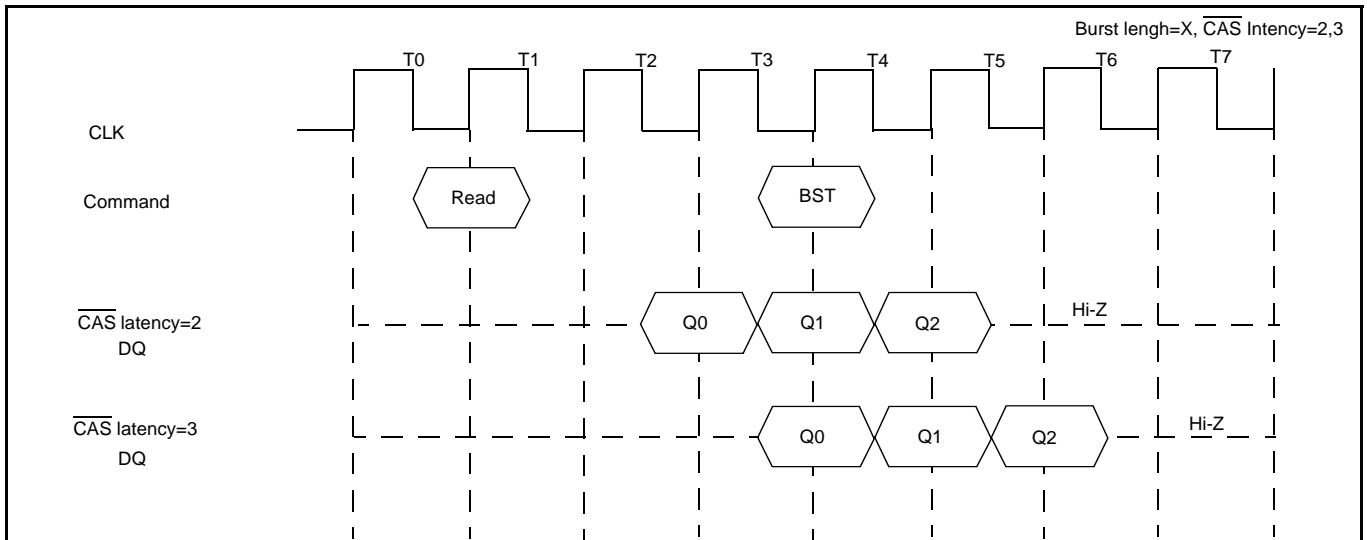 Burst lengh=X, CAS Intency=2,3
T0 T1 T2 T3 T4 T5 T6 T7
CLK
Command Read BST
CAS latency=2
DQ
Q0 Q1 Q2 Hi-Z
CAS latency=3
DQ
Q0 Q1 Q2 Hi-Z